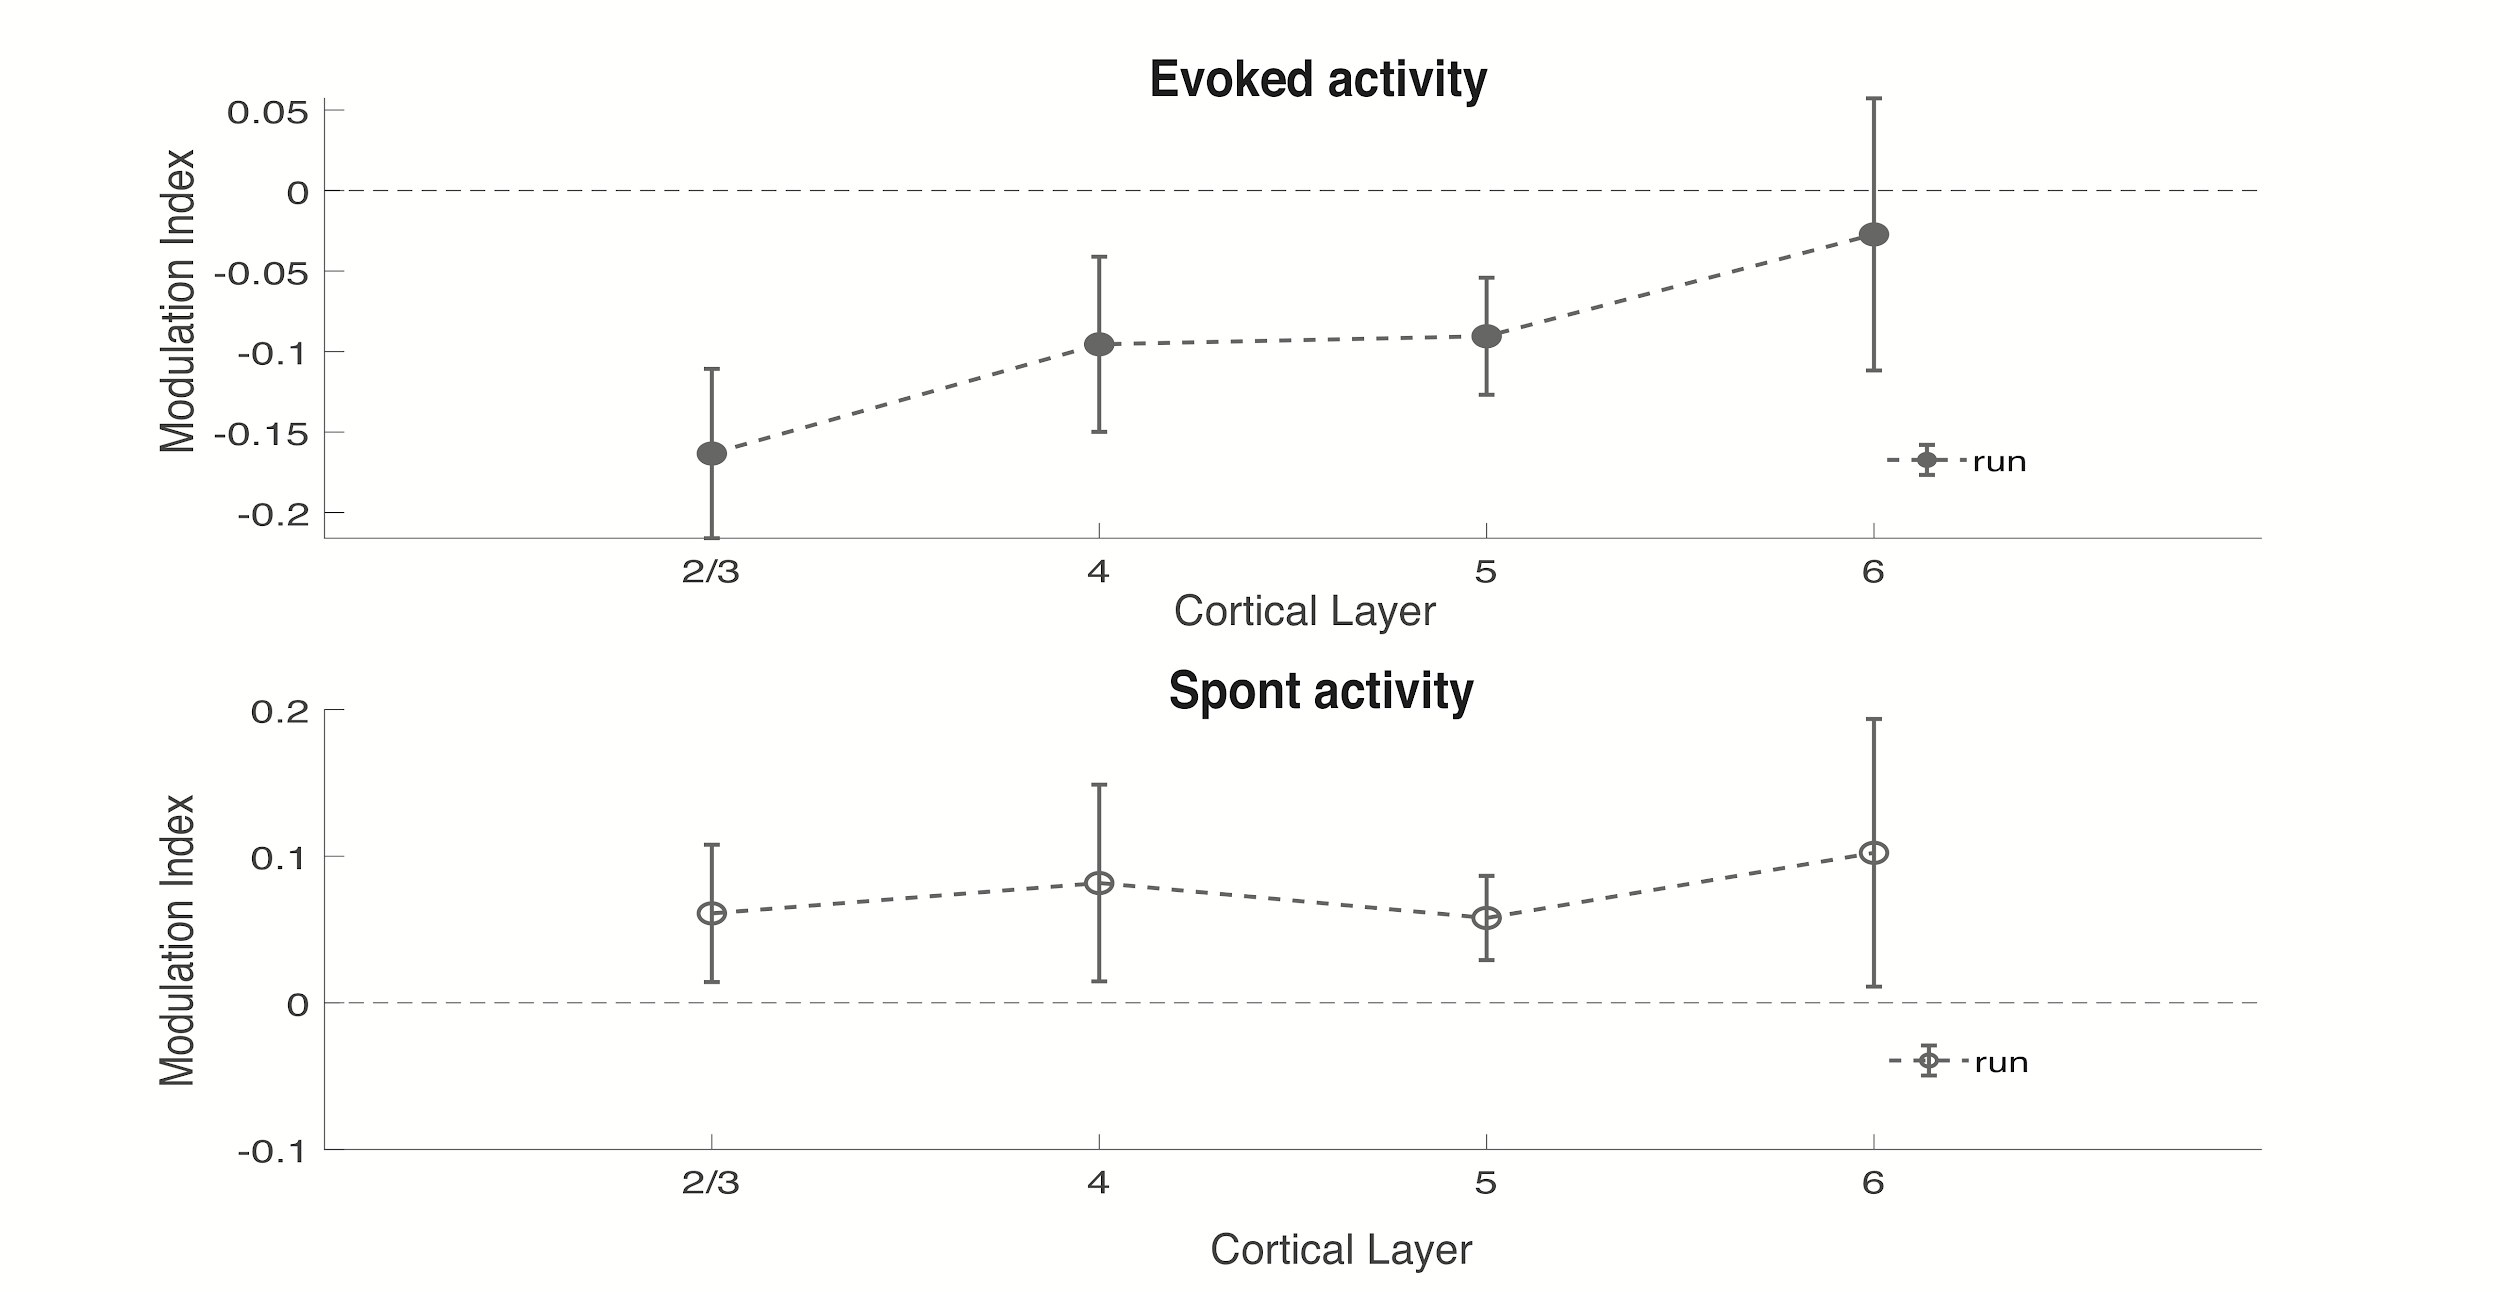 Evoked activity
Modulation Index
0.05
0
-0.05
-0.1
-0.15
-0.2
run
2/3 4 5 6
Cortical Layer
Spont activity
Modulation Index
0.2
0.1
0
-0.1
run
2/3 4 5 6
Cortical Layer